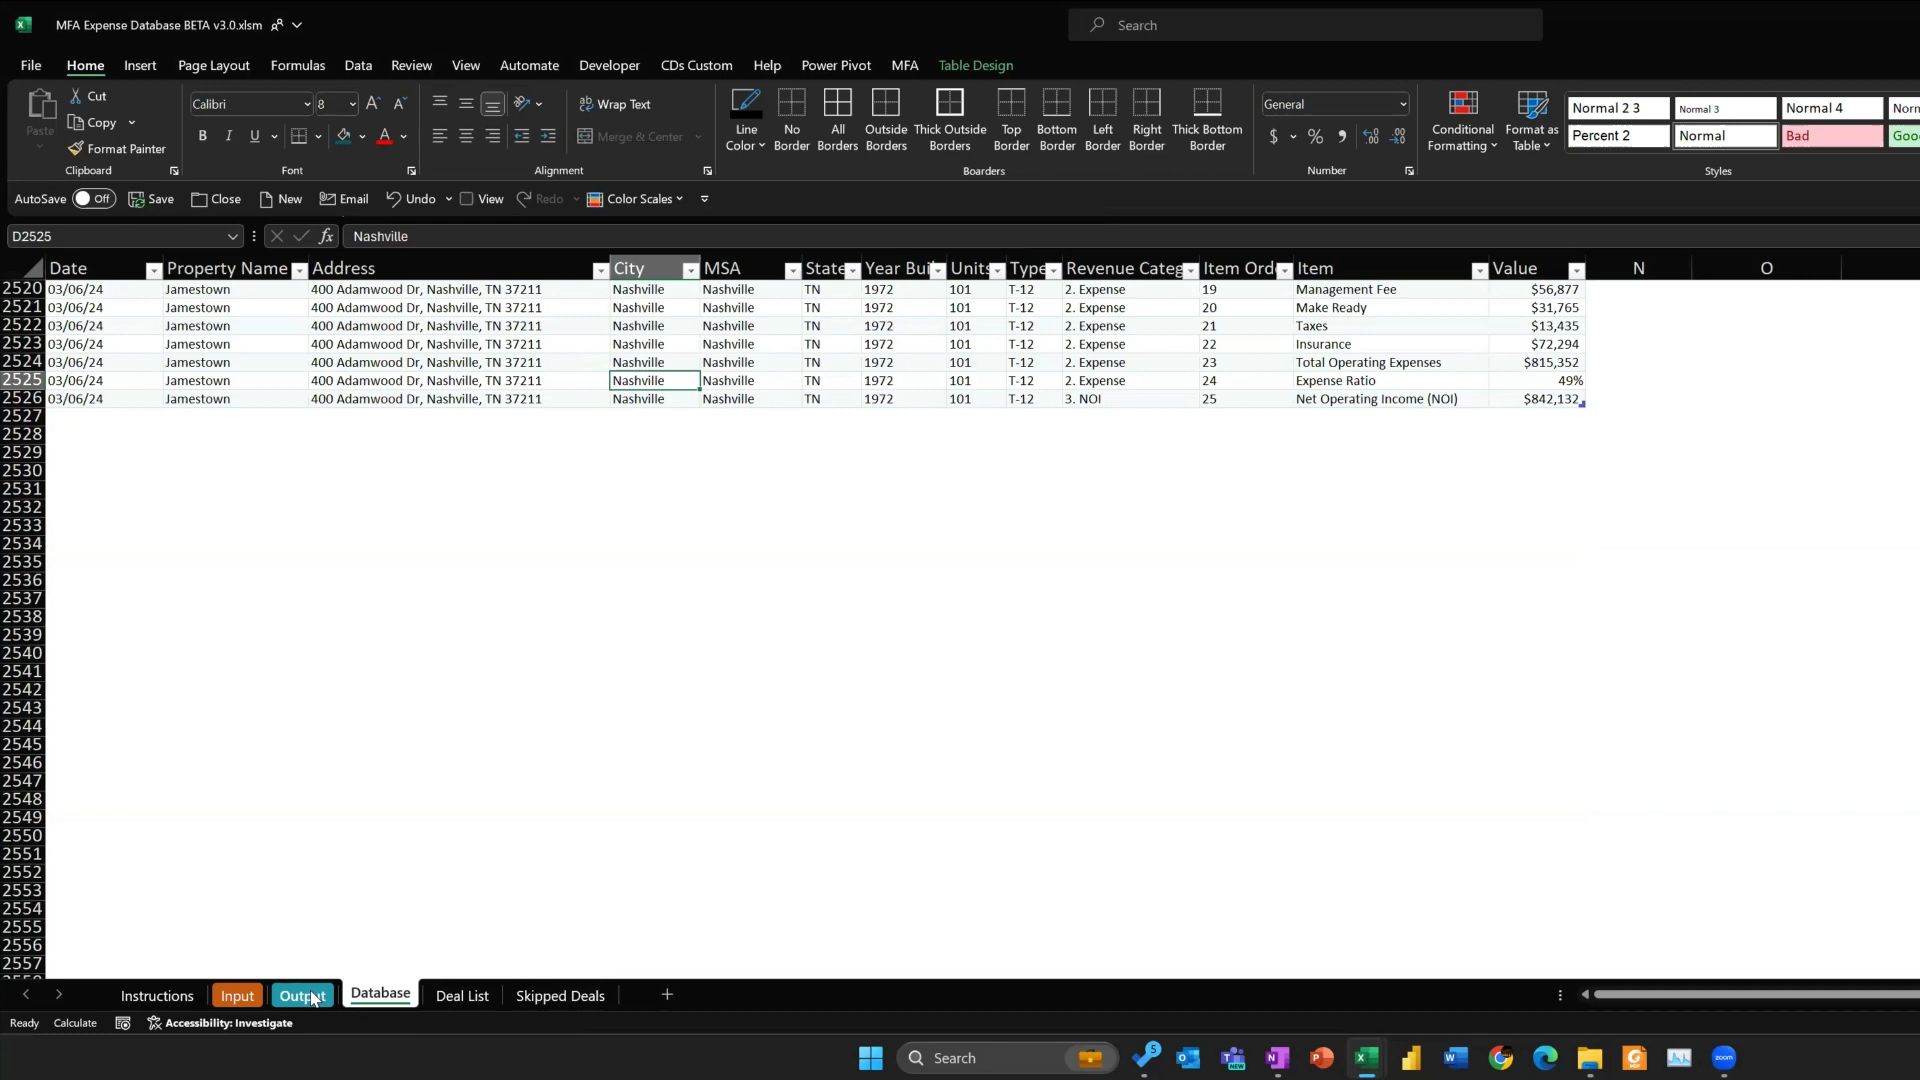 MFA Expense Database BETA v3.0.xlsm
Search
File Home Insert Page Layout Formulas Data Review View Automate Developer CDs Custom Help Power Pivot MFA Table Design
Paste
Cut
Copy
Format Painter
Clipboard
Calibri 8
B I U A
Font
Wrap Text
Merge & Center
Alignment
Line Color
No Border
All Borders
Outside Borders
Thick Outside Borders
Top Border
Bottom Border
Left Border
Right Border
Thick Bottom Border
Boarders
General
$ % 9
Number
Conditional Formatting
Format as Table
Normal 2 3 Normal 3 Normal 4 Norn
Percent 2 Normal Bad Good
Styles
AutoSave Off Save Close New Email Undo View Redo Color Scales
D2525 fx Nashville
Date Property Name Address City MSA State Year Bui Units Type Revenue Categ Item Ord Item Value N O
2520 03/06/24 Jamestown 400 Adamwood Dr, Nashville, TN 37211 Nashville Nashville TN 1972 101 T-12 2. Expense 19 Management Fee $56,877
2521 03/06/24 Jamestown 400 Adamwood Dr, Nashville, TN 37211 Nashville Nashville TN 1972 101 T-12 2. Expense 20 Make Ready $31,765
2522 03/06/24 Jamestown 400 Adamwood Dr, Nashville, TN 37211 Nashville Nashville TN 1972 101 T-12 2. Expense 21 Taxes $13,435
2523 03/06/24 Jamestown 400 Adamwood Dr, Nashville, TN 37211 Nashville Nashville TN 1972 101 T-12 2. Expense 22 Insurance $72,294
2524 03/06/24 Jamestown 400 Adamwood Dr, Nashville, TN 37211 Nashville Nashville TN 1972 101 T-12 2. Expense 23 Total Operating Expenses $815,352
2525 03/06/24 Jamestown 400 Adamwood Dr, Nashville, TN 37211 Nashville Nashville TN 1972 101 T-12 2. Expense 24 Expense Ratio 49%
2526 03/06/24 Jamestown 400 Adamwood Dr, Nashville, TN 37211 Nashville Nashville TN 1972 101 T-12 3. NOI 25 Net Operating Income (NOI) $842,132
2527
2528
2529
2530
2531
2532
2533
2534
2535
2536
2537
2538
2539
2540
2541
2542
2543
2544
2545
2546
2547
2548
2549
2550
2551
2552
2553
2554
2555
2556
2557
Instructions Input Output Database Deal List Skipped Deals
Ready Calculate Accessibility: Investigate
Search 5 NEW zoom